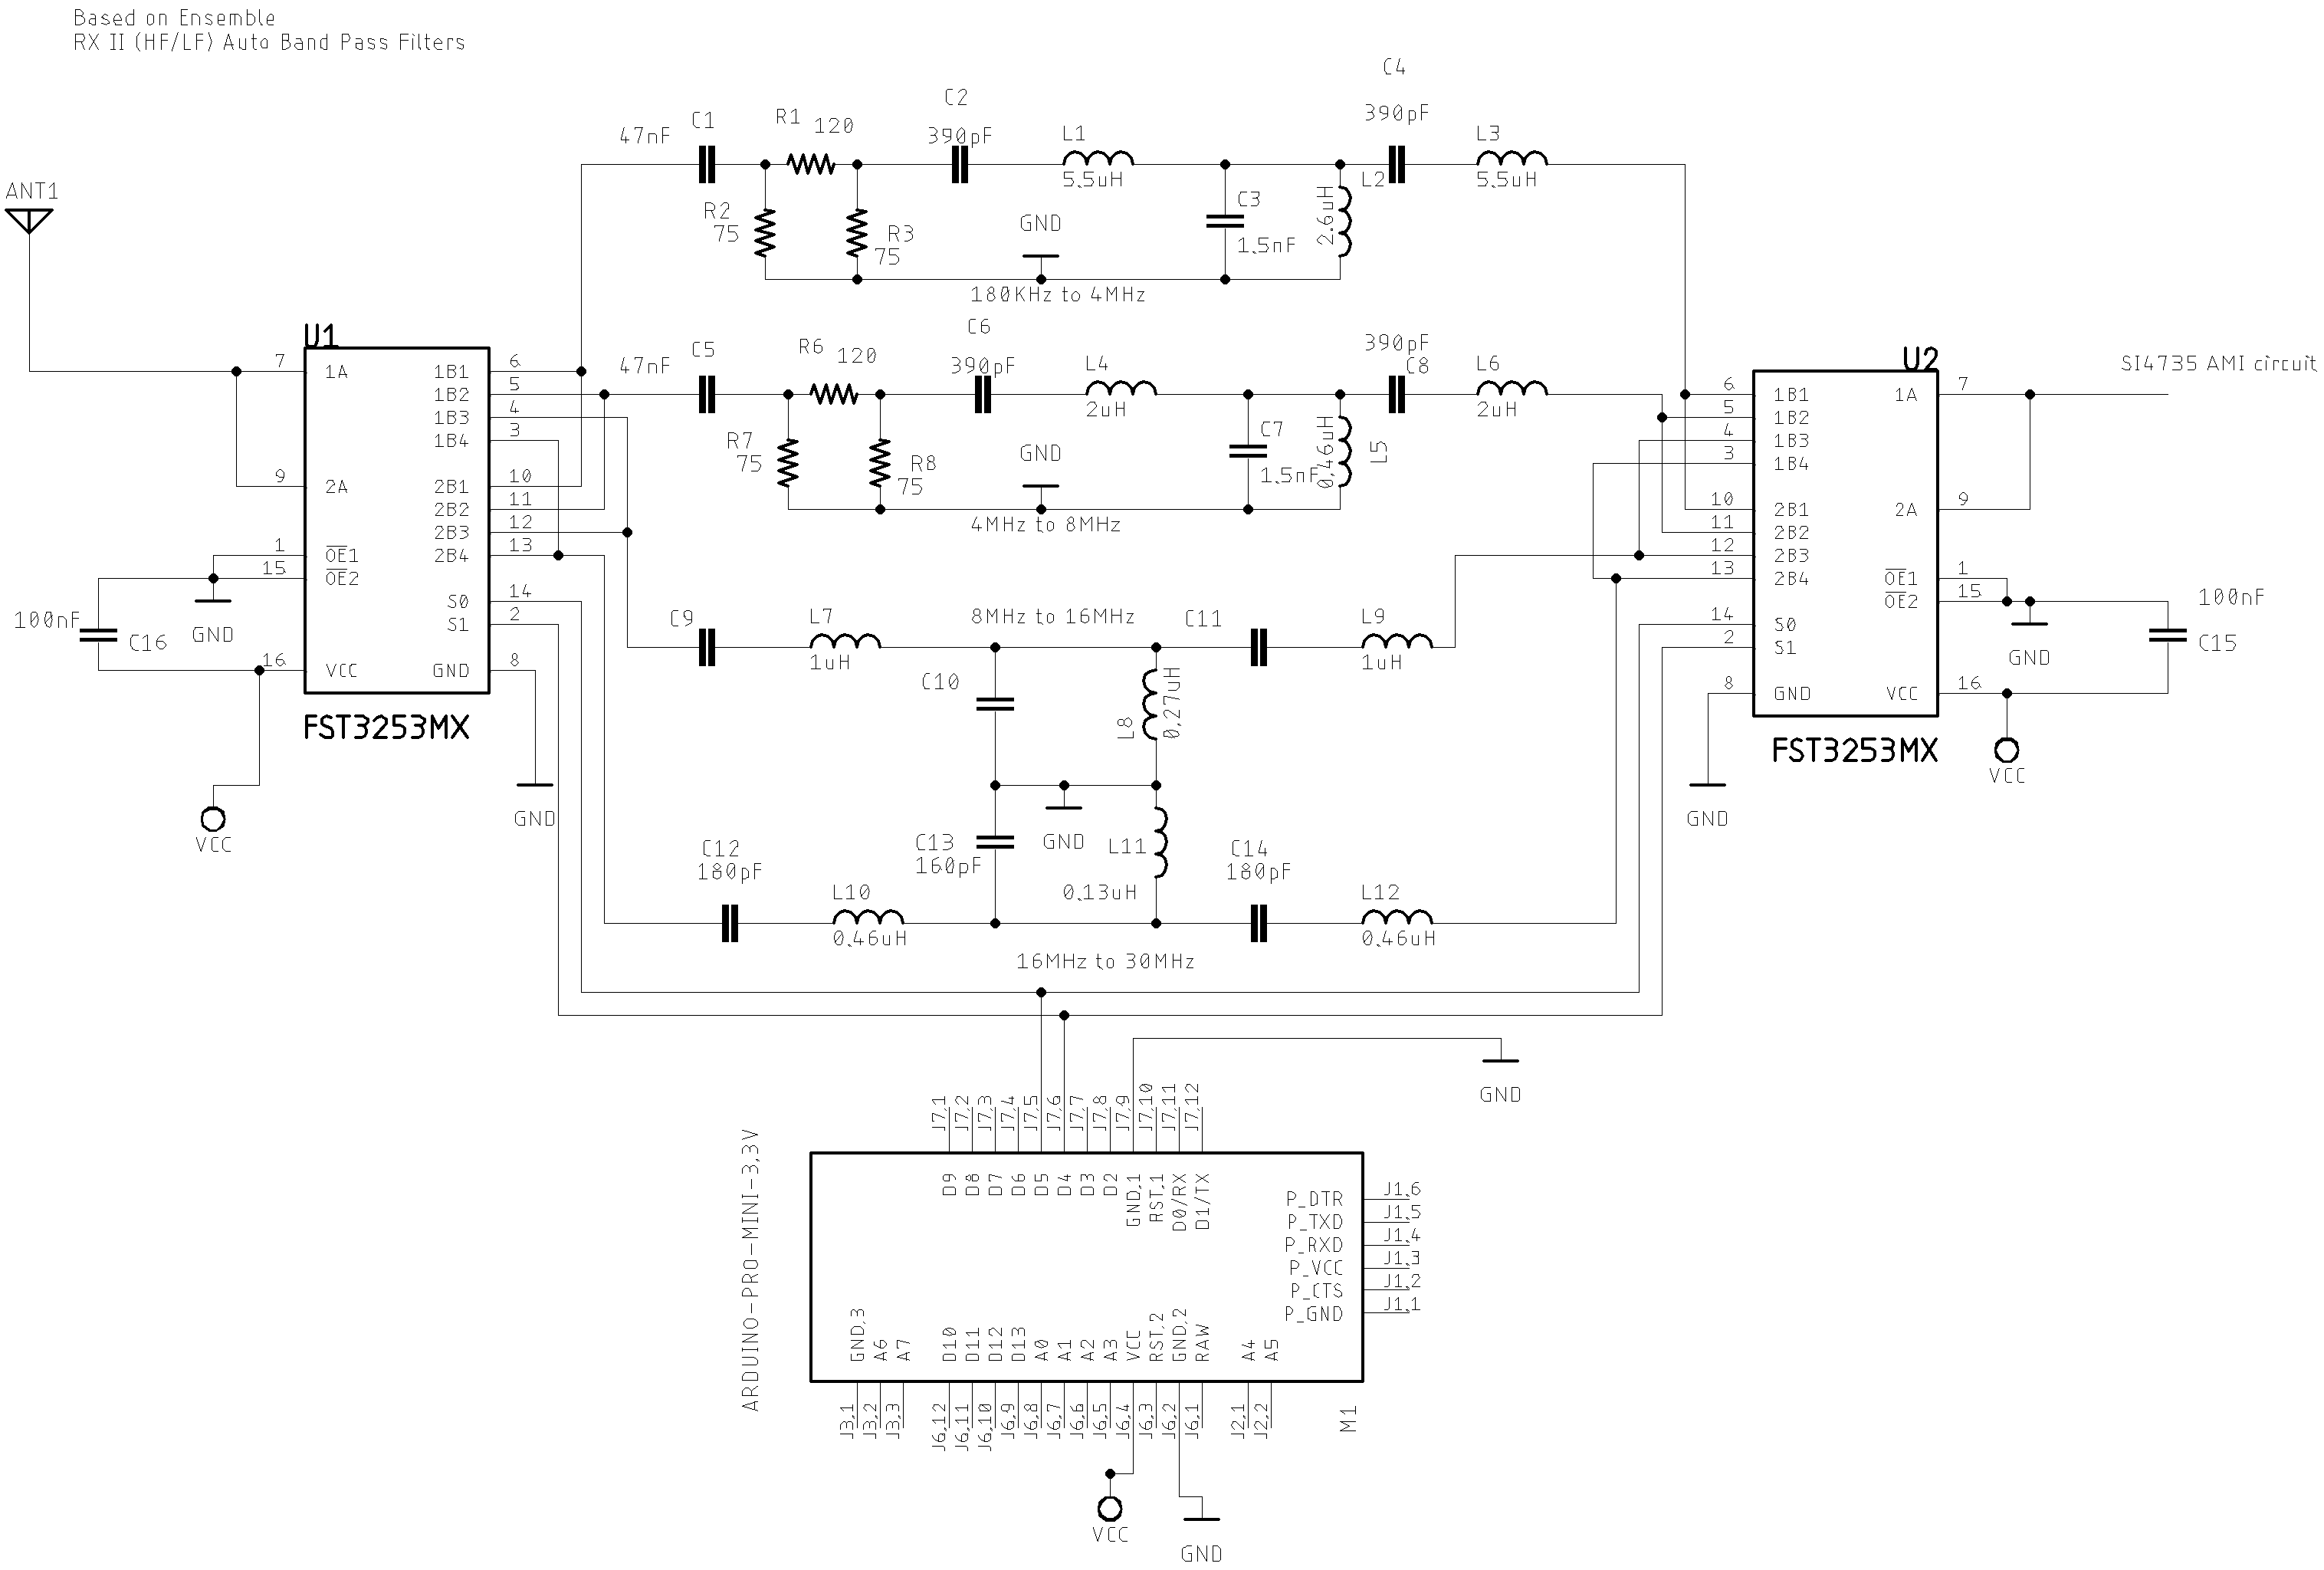 Based on Ensemble
RX II (HF/LF) Auto Band Pass Filters
C4
390pF
C2
390pF
C1
47nF
R1
120
L1
5.5uH
L3
5.5uH
L2
2.6uH
ANT1
R2
75
R3
75
GND
C3
1.5nF
180KHz to 4MHz
C6
390pF
C5
47nF
R6
120
L4
2uH
390pF
C8
L6
2uH
R7
75
R8
75
GND
C7
1.5nF
0.46uH
L5
4MHz to 8MHz
U1
7
1A
1B1
6
1B2
5
1B3
4
1B4
3
9
2A
2B1
10
2B2
11
2B3
12
2B4
13
1
OE1
15
OE2
S0
14
S1
2
16
VCC
GND
8
FST3253MX
100nF
C16
GND
VCC
GND
U2
SI4735 AMI circuit
6
1B1
1A
7
5
1B2
4
1B3
3
1B4
10
2B1
2A
9
11
2B2
12
2B3
13
2B4
OE1
1
OE2
15
14
S0
2
S1
8
GND
VCC
16
FST3253MX
100nF
C15
GND
VCC
GND
C9
L7
1uH
8MHz to 16MHz
C11
L9
1uH
C10
L8
0.27uH
GND
C13
160pF
L11
0.13uH
C12
180pF
L10
0.46uH
C14
180pF
L12
0.46uH
16MHz to 30MHz
GND
ARDUINO-PRO-MINI-3.3V
J7.1
J7.2
J7.3
J7.4
J7.5
J7.6
J7.7
J7.8
J7.9
J7.10
J7.11
J7.12
D9
D8
D7
D6
D5
D4
D3
D2
GND.1
RST.1
D0/RX
D1/TX
P_DTR
J1.6
P_TXD
J1.5
P_RXD
J1.4
P_VCC
J1.3
P_CTS
J1.2
P_GND
J1.1
GND.3
A6
A7
D10
D11
D12
D13
A0
A1
A2
A3
VCC
RST.2
GND.2
RAW
A4
A5
J3.1
J3.2
J3.3
J6.12
J6.11
J6.10
J6.9
J6.8
J6.7
J6.6
J6.5
J6.4
J6.3
J6.2
J6.1
J2.1
J2.2
M1
VCC
GND